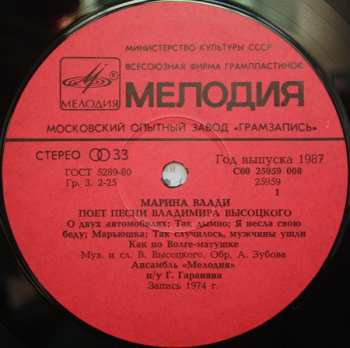 МИНИСТЕРСТВО КУЛЬТУРЫ СССР
ВСЕСОЮЗНАЯ ФИРМА ГРАМПЛАСТИНОК
МЕЛОДИЯ
МЕЛОДИЯ
МОСКОВСКИЙ ОПЫТНЫЙ ЗАВОД «ГРАМЗАПИСЬ»
СТЕРЕО 33
Год выпуска 1987
ГОСТ 5289-80
С60 25959 008
Гр. 3. 2-25
25959
1
МАРИНА ВЛАДИ
ПОЕТ ПЕСНИ ВЛАДИМИРА ВЫСОЦКОГО
О двух автомобилях; Так дымно; Я несла свою
беду; Марьюшка; Так случилось, мужчины ушли
Как по Волге-матушке
Муз. и сл. В. Высоцкого. Обр. А. Зубова
Ансамбль «Мелодия»
п/у Г. Гараняна
Запись 1974 г.